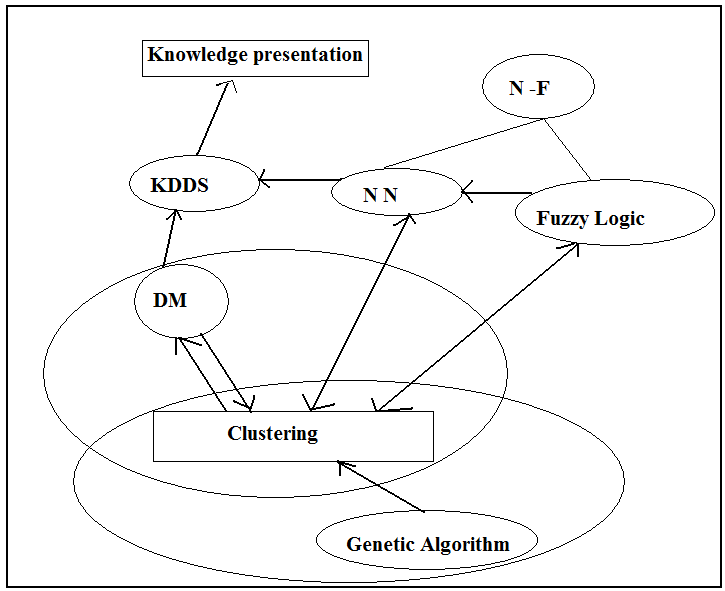 Knowledge presentation
N -F
KDDS
N N
Fuzzy Logic
DM
Clustering
Genetic Algorithm